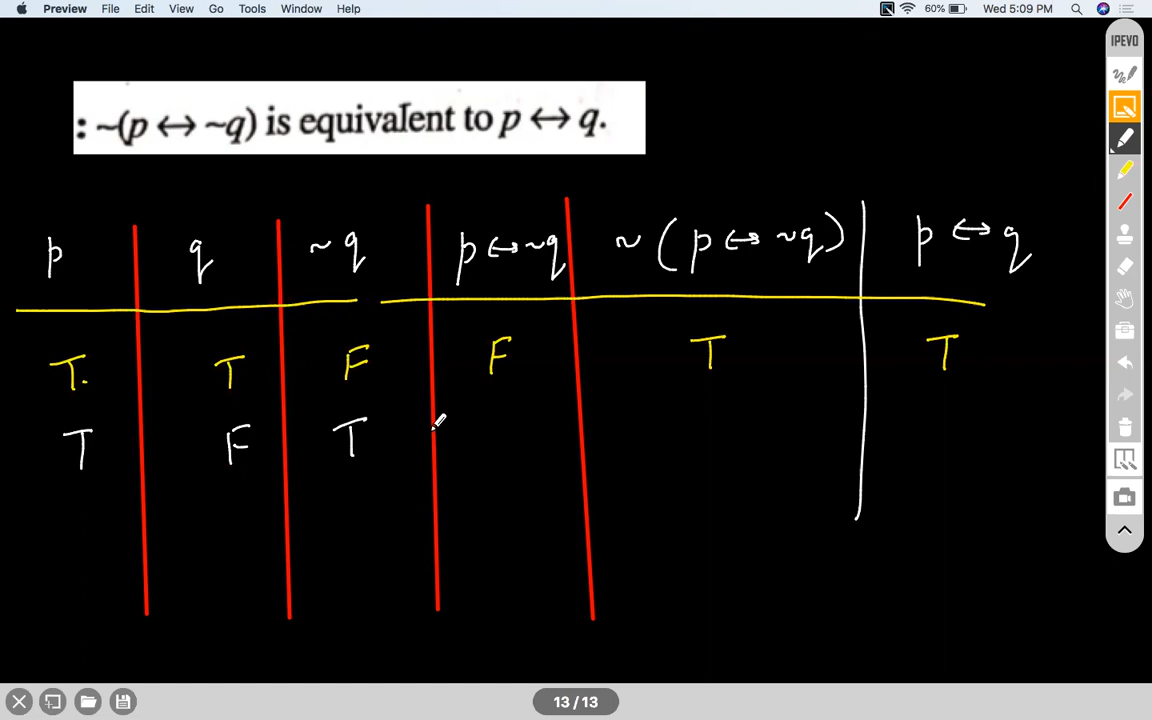 Preview File Edit View Go Tools Window Help 60% Wed 5:09 PM
IPEVO
: ~(p ↔ ~q) is equivalent to p ↔ q.
p q ~q p↔~q ~(p↔~q) p↔q
T. T F F T T
T F T
13 / 13